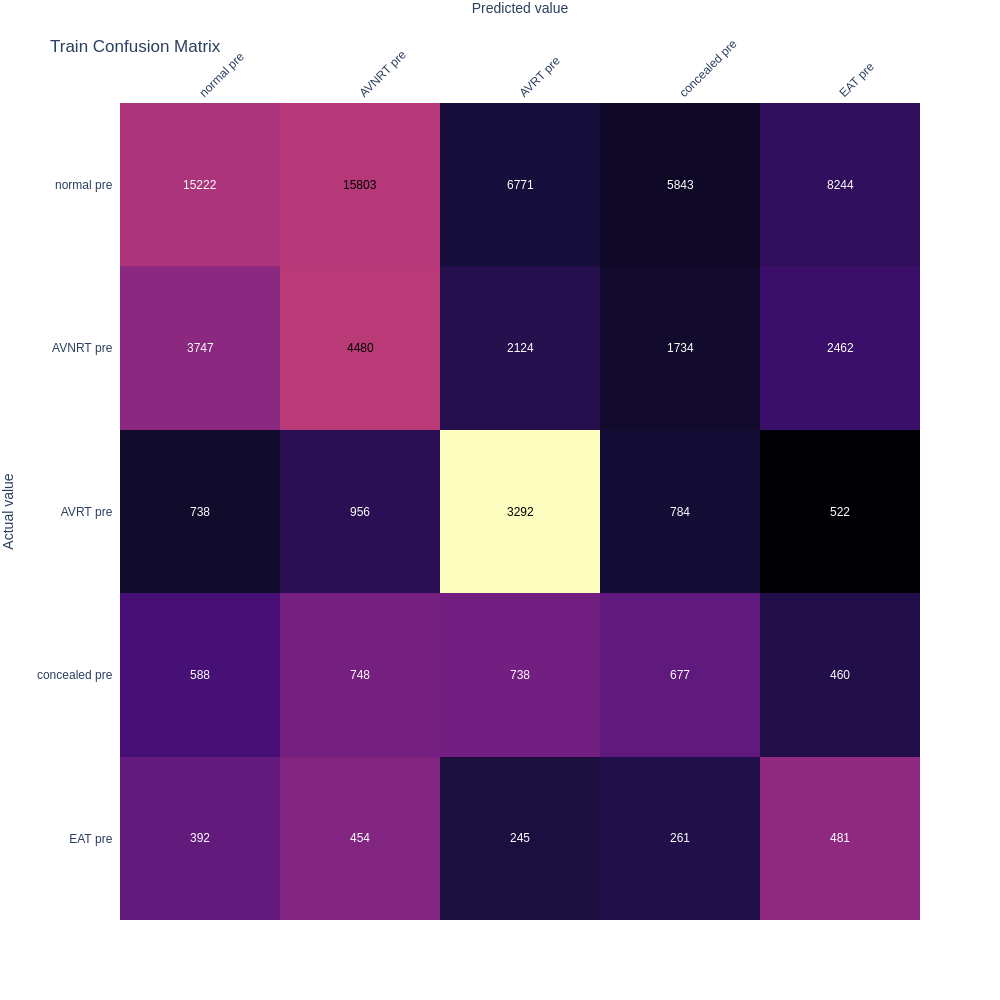 Predicted value
Train Confusion Matrix
normal pre AVNRT pre AVRT pre concealed pre EAT pre
normal pre 15222 15803 6771 5843 8244
AVNRT pre 3747 4480 2124 1734 2462
Actual value
AVRT pre 738 956 3292 784 522
concealed pre 588 748 738 677 460
EAT pre 392 454 245 261 481